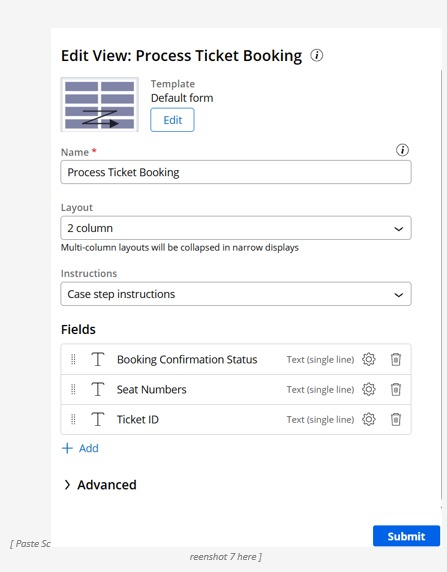 Edit View: Process Ticket Booking
Template
Default form
Edit
Name *
Process Ticket Booking
Layout
2 column
Multi-column layouts will be collapsed in narrow displays
Instructions
Case step instructions
Fields
Booking Confirmation Status Text (single line)
Seat Numbers Text (single line)
Ticket ID Text (single line)
+ Add
Advanced
Submit
[ Paste Sc
reenshot 7 here ]